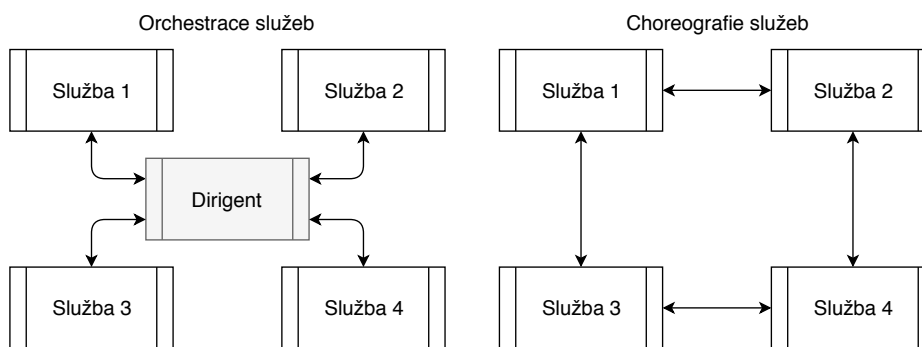 Orchestrace služeb
Choreografie služeb
Služba 1
Služba 2
Služba 1
Služba 2
Dirigent
Služba 3
Služba 4
Služba 3
Služba 4